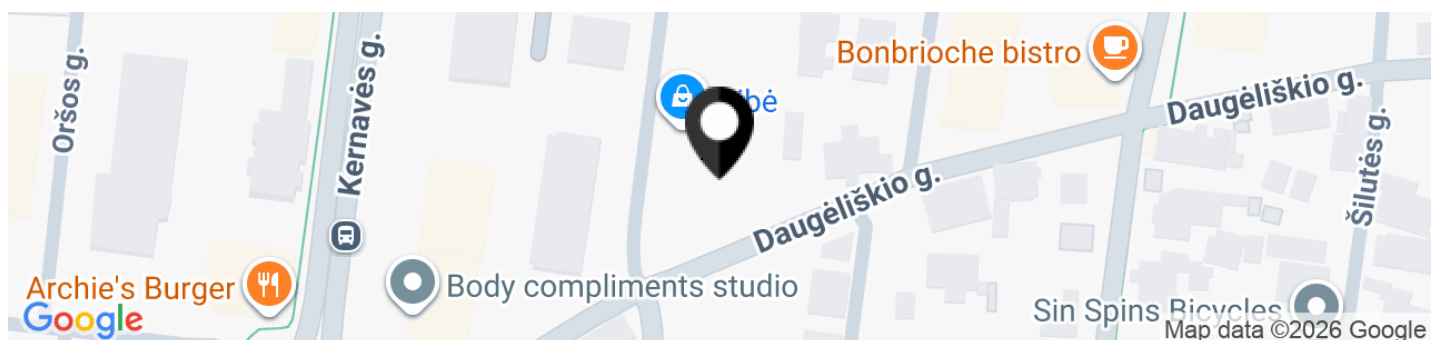 Bonbrioche bistro
Oršos g.
Kernavės g.
Daugėliškio g.
Šilutės g.
Daugėliškio g.
Archie's Burger
Body compliments studio
Sin Spins Bicycles
Google
Map data ©2026 Google